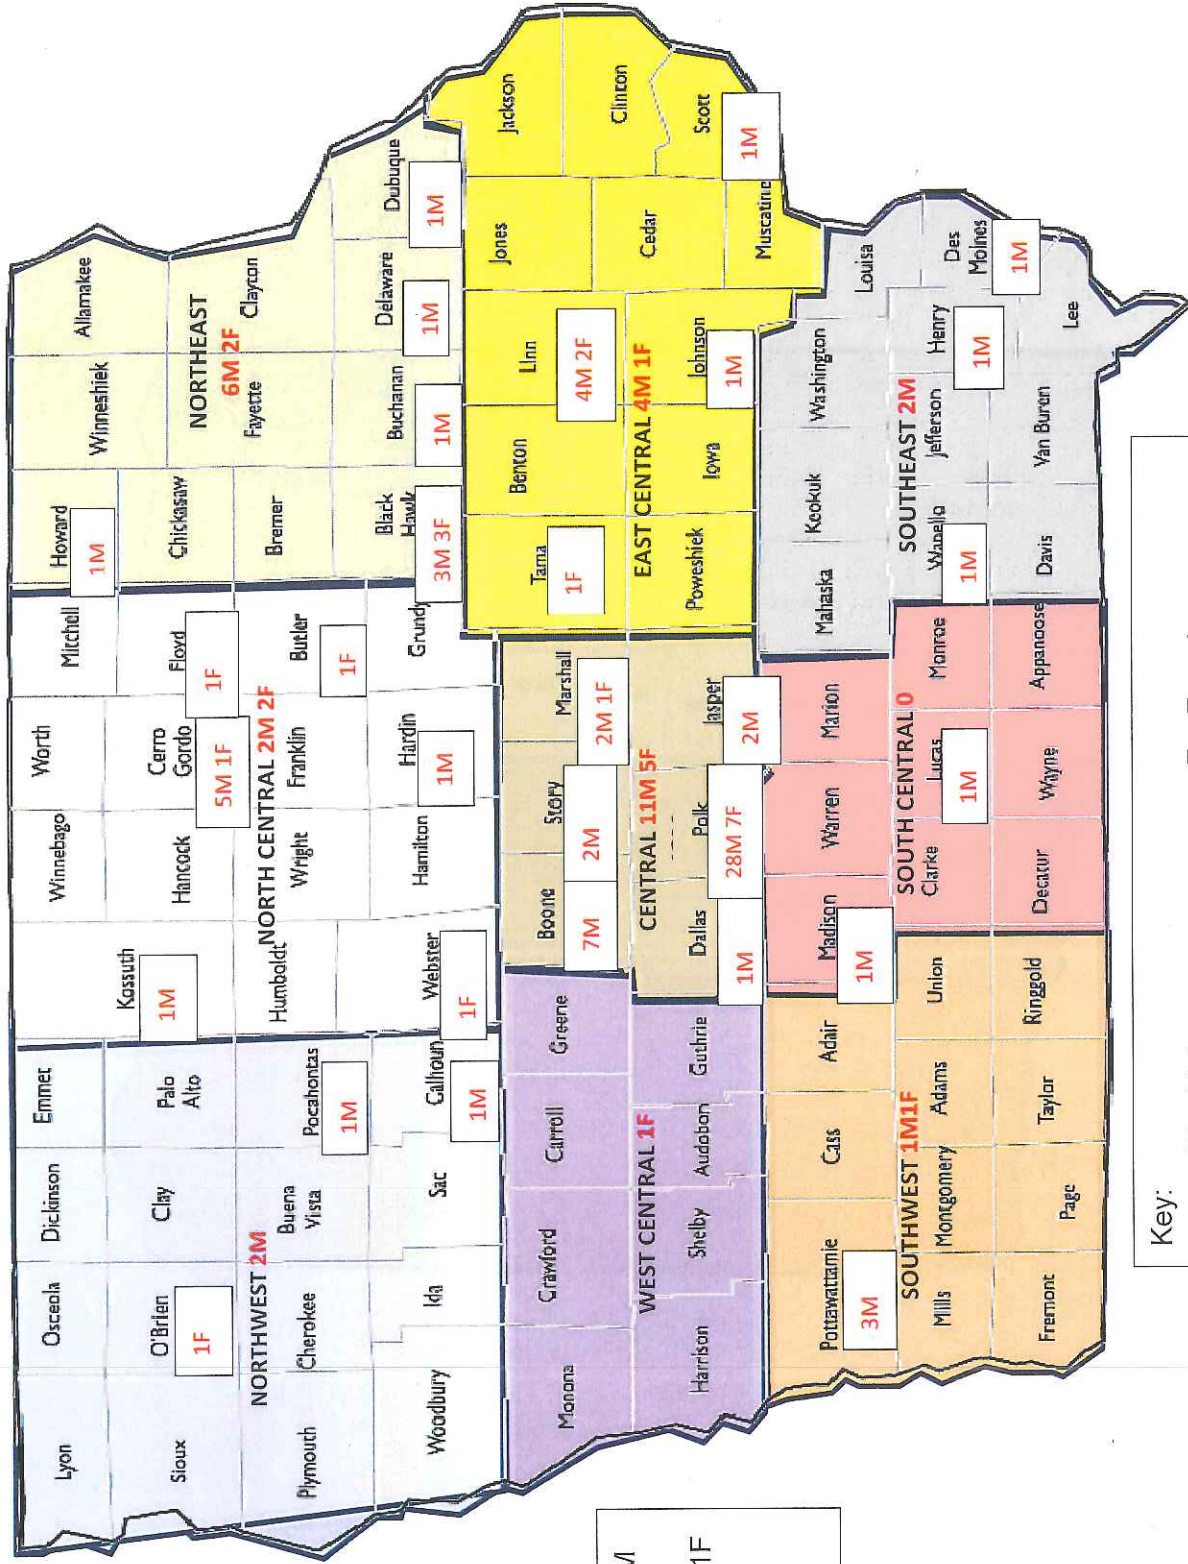 Lyon
Osceola
Dickinson
Emmet
Kossuth
1M
Winnebago
Worth
Mitchell
Howard
1M
Winneshiek
Allamakee
Sioux
O'Brien
1F
Clay
Palo
Alto
Hancock
Cerro
Gordo
5M 1F
Floyd
1F
Chickasaw
NORTHWEST 2M
NORTH CENTRAL 2M 2F
NORTHEAST
6M 2F
Plymouth
Cherokee
Buena
Vista
Pocahontas
1M
Humboldt
Wright
Franklin
Butler
1F
Bremer
Fayette
Clayton
Woodbury
Ida
Sac
Calhoun
1M
Webster
1F
Hamilton
Hardin
1M
Grundy
Black
Hawk
3M 3F
Buchanan
1M
Delaware
1M
Dubuque
1M
Monona
Crawford
Carroll
Greene
Boone
7M
Story
2M
Marshall
2M 1F
Tama
1F
Benton
Linn
4M 2F
Jones
Jackson
WEST CENTRAL 1F
CENTRAL 11M 5F
EAST CENTRAL 4M 1F
Clinton
Cedar
Harrison
Shelby
Audobon
Guthrie
Dallas
1M
Polk
28M 7F
Jasper
2M
Poweshiek
Iowa
Johnson
1M
Scott
1M
Muscatine
Pottawattamie
3M
Cass
Adair
Madison
1M
Warren
Marion
Mahaska
Keokuk
Washington
Louisa
SOUTHWEST 1M1F
SOUTH CENTRAL 0
SOUTHEAST 2M
Mills
Montgomery
Adams
Union
Clarke
Lucas
1M
Monroe
Wapello
1M
Jefferson
Henry
1M
Des
Moines
1M
Fremont
Page
Taylor
Ringgold
Decatur
Wayne
Appanoose
Davis
Van Buren
Lee
1F
Key: